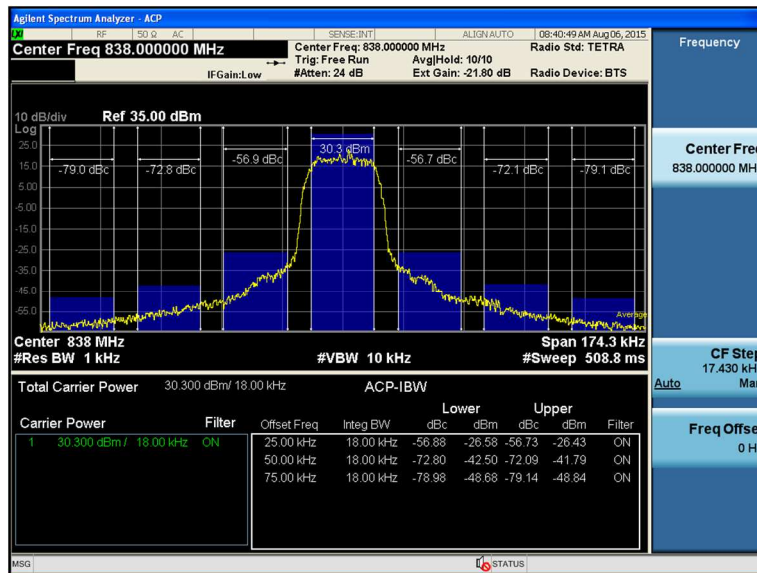 Agilent Spectrum Analyzer - ACP
LXI RF 50 Ω AC SENSE:INT ALIGN AUTO 08:40:49 AM Aug 06, 2015
Center Freq 838.000000 MHz Center Freq: 838.000000 MHz Radio Std: TETRA
Trig: Free Run Avg|Hold: 10/10
IFGain:Low #Atten: 24 dB Ext Gain: -21.80 dB Radio Device: BTS
Frequency
10 dB/div Ref 35.00 dBm
Log
25.0
15.0
5.00
-5.00
-15.0
-25.0
-35.0
-45.0
-55.0
-79.0 dBc -72.8 dBc -56.9 dBc 30.3 dBm -56.7 dBc -72.1 dBc -79.1 dBc
Average
Center 838 MHz Span 174.3 kHz
#Res BW 1 kHz #VBW 10 kHz #Sweep 508.8 ms
Center Freq
838.000000 MH
CF Step
17.430 kH
Auto Ma
Freq Offse
0 H
Total Carrier Power 30.300 dBm/ 18.00 kHz ACP-IBW
Lower Upper
Carrier Power Filter Offset Freq Integ BW dBc dBm dBc dBm Filter
1 30.300 dBm / 18.00 kHz ON
25.00 kHz 18.00 kHz -56.88 -26.58 -56.73 -26.43 ON
50.00 kHz 18.00 kHz -72.80 -42.50 -72.09 -41.79 ON
75.00 kHz 18.00 kHz -78.98 -48.68 -79.14 -48.84 ON
MSG STATUS